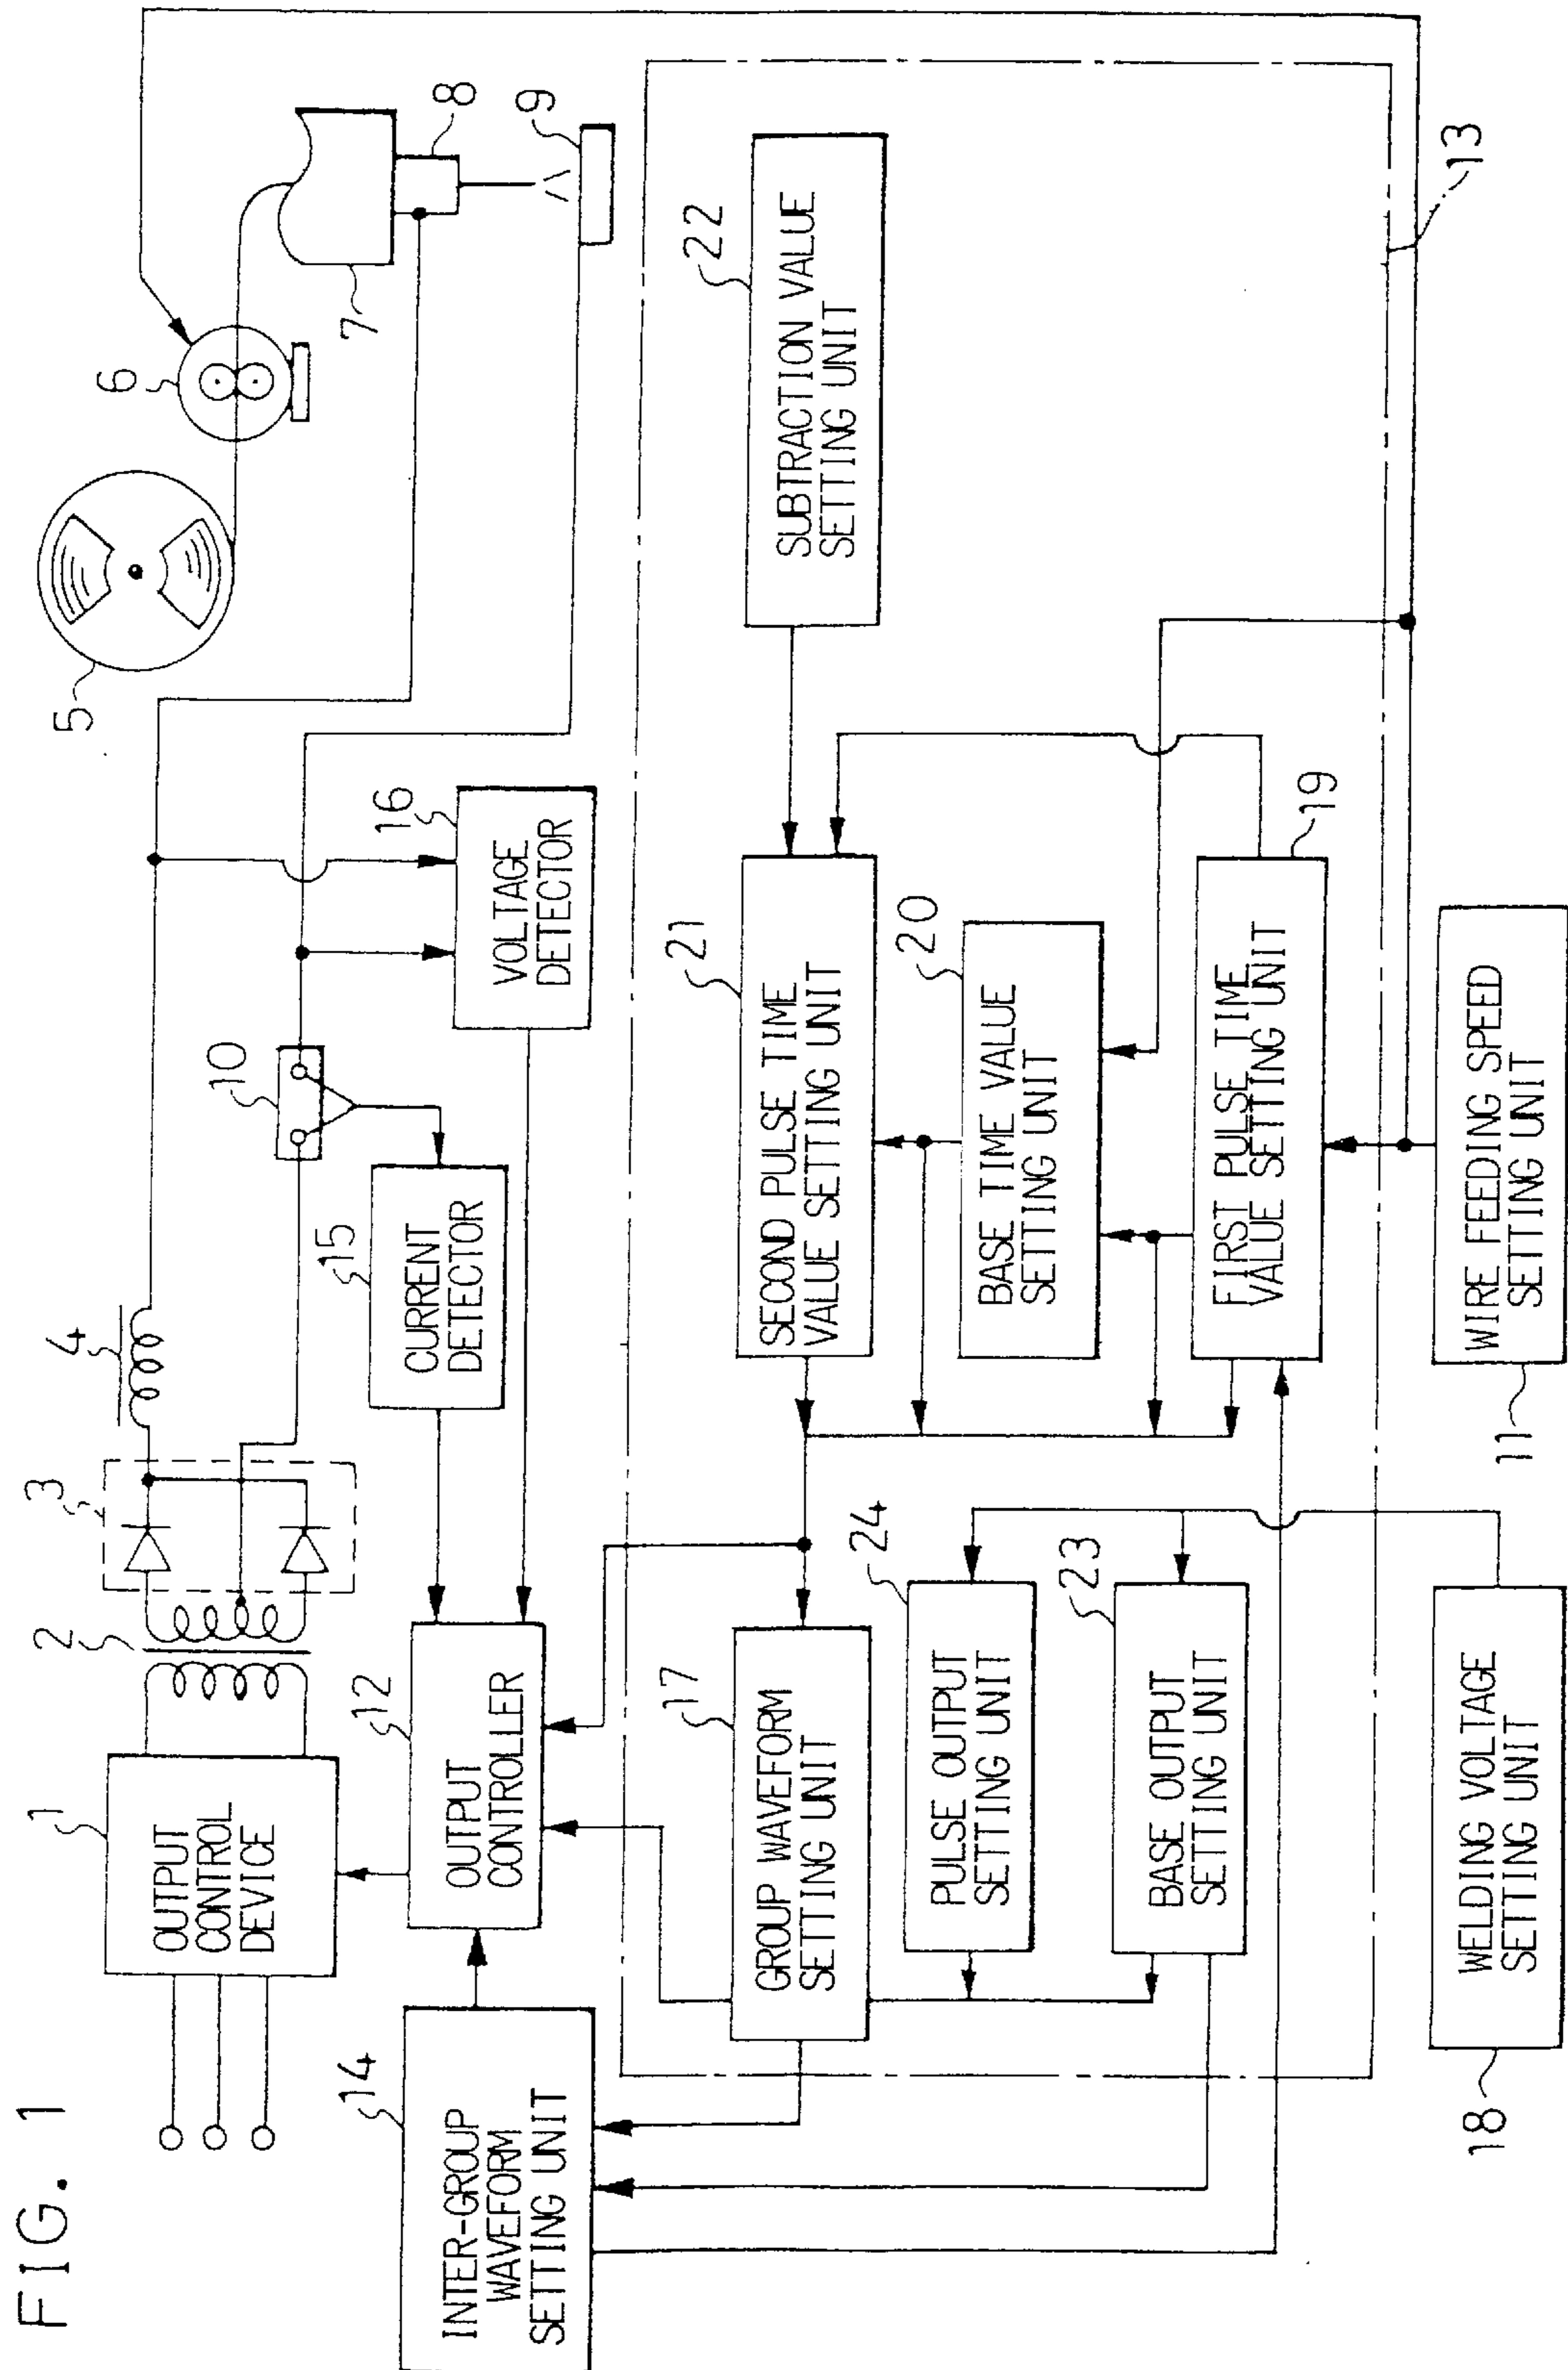 FIG. 1
1
OUTPUT
CONTROL
DEVICE
2
3
4
5
6
7
8
9
10
14
INTER-GROUP
WAVEFORM
SETTING UNIT
12
OUTPUT
CONTROLLER
15
CURRENT
DETECTOR
16
VOLTAGE
DETECTOR
17
GROUP WAVEFORM
SETTING UNIT
21
SECOND PULSE TIME
VALUE SETTING UNIT
22
SUBTRACTION VALUE
SETTING UNIT
24
PULSE OUTPUT
SETTING UNIT
20
BASE TIME VALUE
SETTING UNIT
23
BASE OUTPUT
SETTING UNIT
FIRST PULSE TIME
VALUE SETTING UNIT
19
13
18
WELDING VOLTAGE
SETTING UNIT
11
WIRE FEEDING SPEED
SETTING UNIT